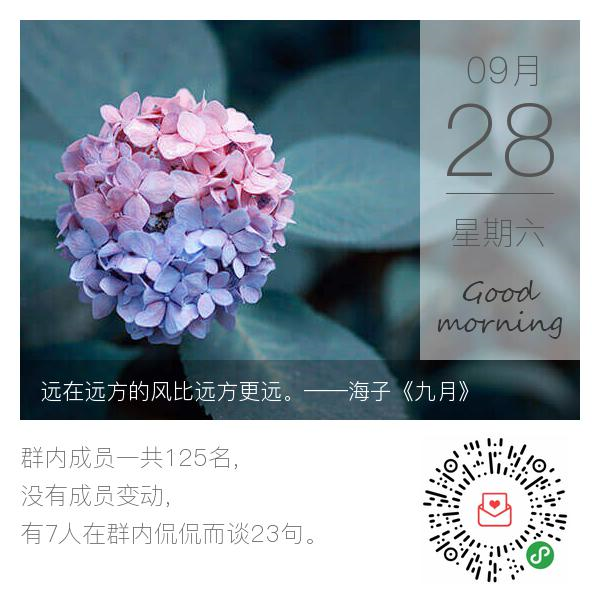 09月
28
星期六
Good
morning
远在远方的风比远方更远。——海子《九月》
群内成员一共125名，
没有成员变动，
有7人在群内侃侃而谈23句。